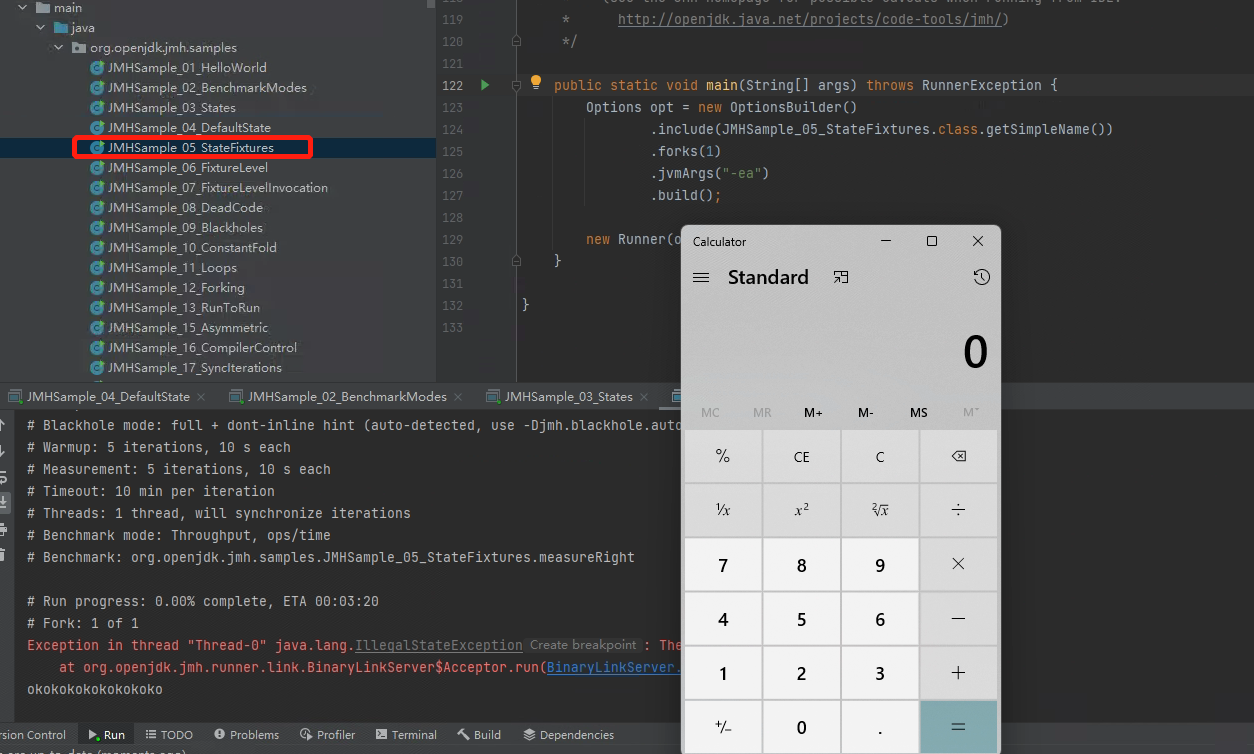 main
java
org.openjdk.jmh.samples
JMHSample_01_HelloWorld
JMHSample_02_BenchmarkModes
JMHSample_03_States
JMHSample_04_DefaultState
JMHSample_05_StateFixtures
JMHSample_06_FixtureLevel
JMHSample_07_FixtureLevelInvocation
JMHSample_08_DeadCode
JMHSample_09_Blackholes
JMHSample_10_ConstantFold
JMHSample_11_Loops
JMHSample_12_Forking
JMHSample_13_RunToRun
JMHSample_15_Asymmetric
JMHSample_16_CompilerControl
JMHSample_17_SyncIterations
119 * http://openjdk.java.net/projects/code-tools/jmh/)
120 */
121
122 public static void main(String[] args) throws RunnerException {
123 Options opt = new OptionsBuilder()
124 .include(JMHSample_05_StateFixtures.class.getSimpleName())
125 .forks(1)
126 .jvmArgs("-ea")
127 .build();
128
129 new Runner(
130 }
131
132 }
133
JMHSample_04_DefaultState × JMHSample_02_BenchmarkModes × JMHSample_03_States ×
# Blackhole mode: full + dont-inline hint (auto-detected, use -Djmh.blackhole.auto
# Warmup: 5 iterations, 10 s each
# Measurement: 5 iterations, 10 s each
# Timeout: 10 min per iteration
# Threads: 1 thread, will synchronize iterations
# Benchmark mode: Throughput, ops/time
# Benchmark: org.openjdk.jmh.samples.JMHSample_05_StateFixtures.measureRight
# Run progress: 0.00% complete, ETA 00:03:20
# Fork: 1 of 1
Exception in thread "Thread-0" java.lang.IllegalStateException Create breakpoint : The
at org.openjdk.jmh.runner.link.BinaryLinkServer$Acceptor.run(BinaryLinkServer.
okokokokokokokoko
rsion Control Run TODO Problems Profiler Terminal Build Dependencies
Calculator
Standard
0
MC MR M+ M- MS M˅
% CE C ⌫
⅟x x² ²√x ÷
7 8 9 ×
4 5 6 −
1 2 3 +
+/− 0 . =